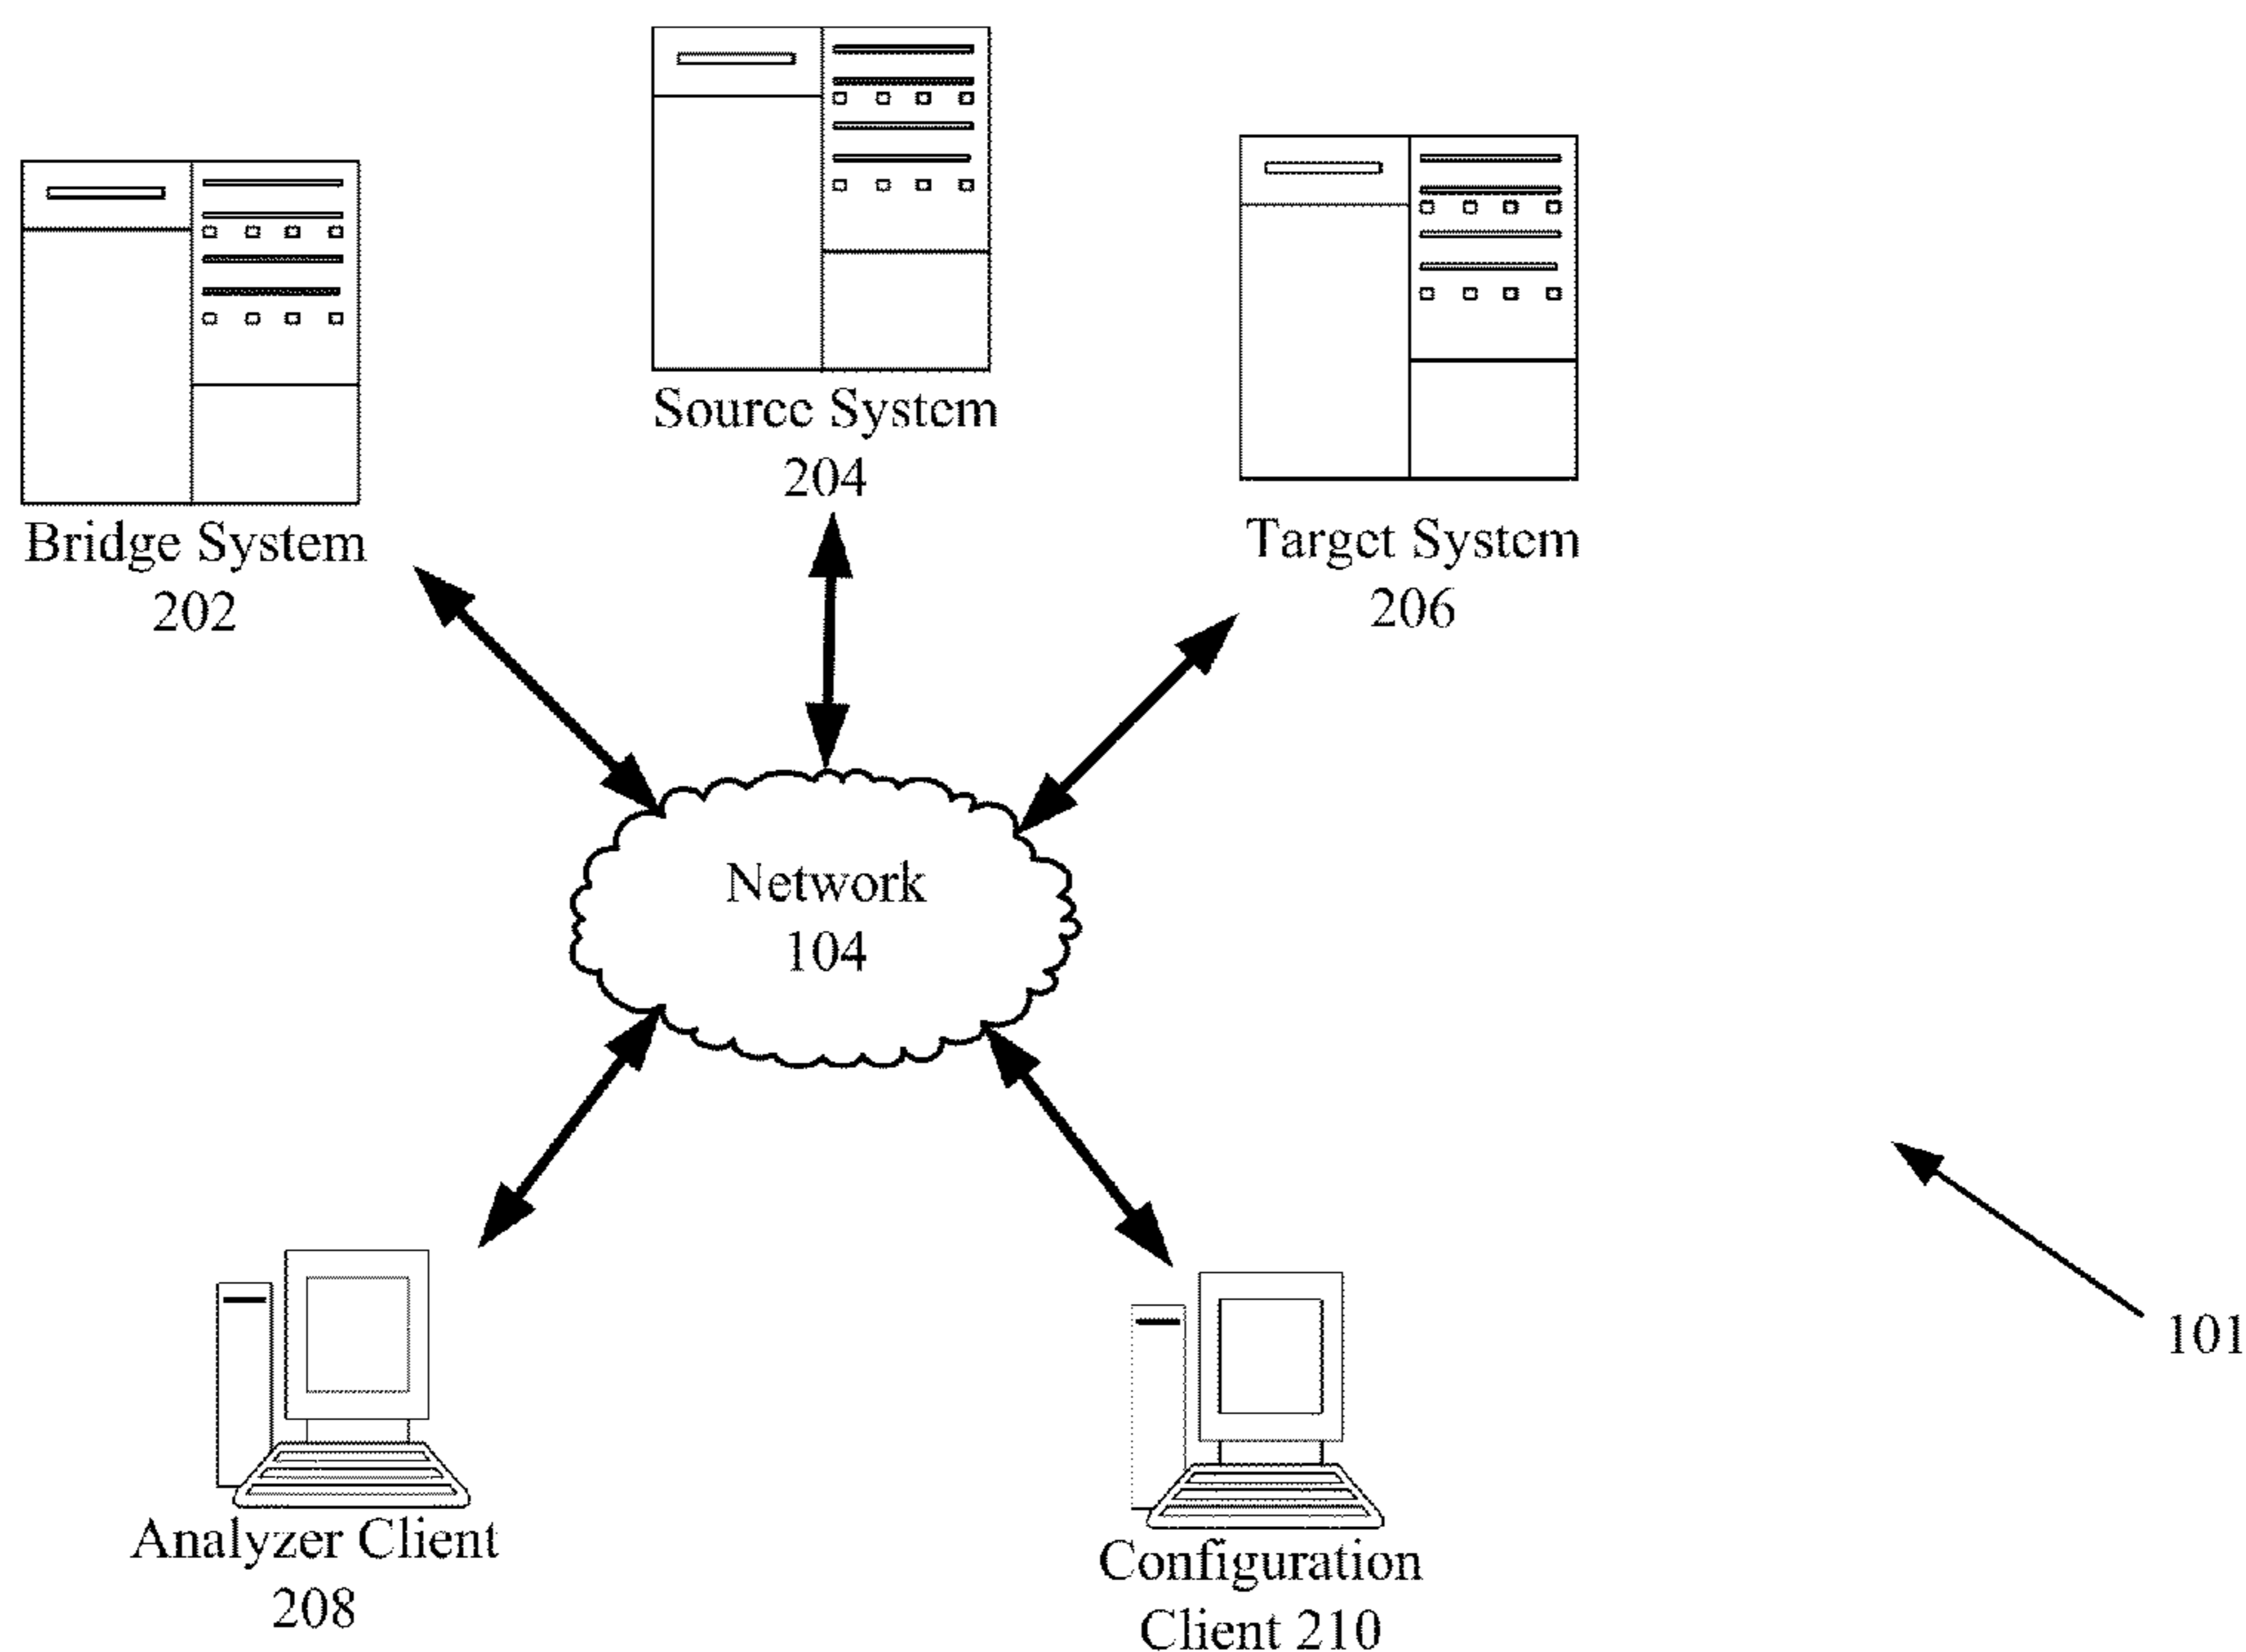 Source System
204
Bridge System
202
Target System
206
Network
104
101
Analyzer Client
208
Configuration
Client 210